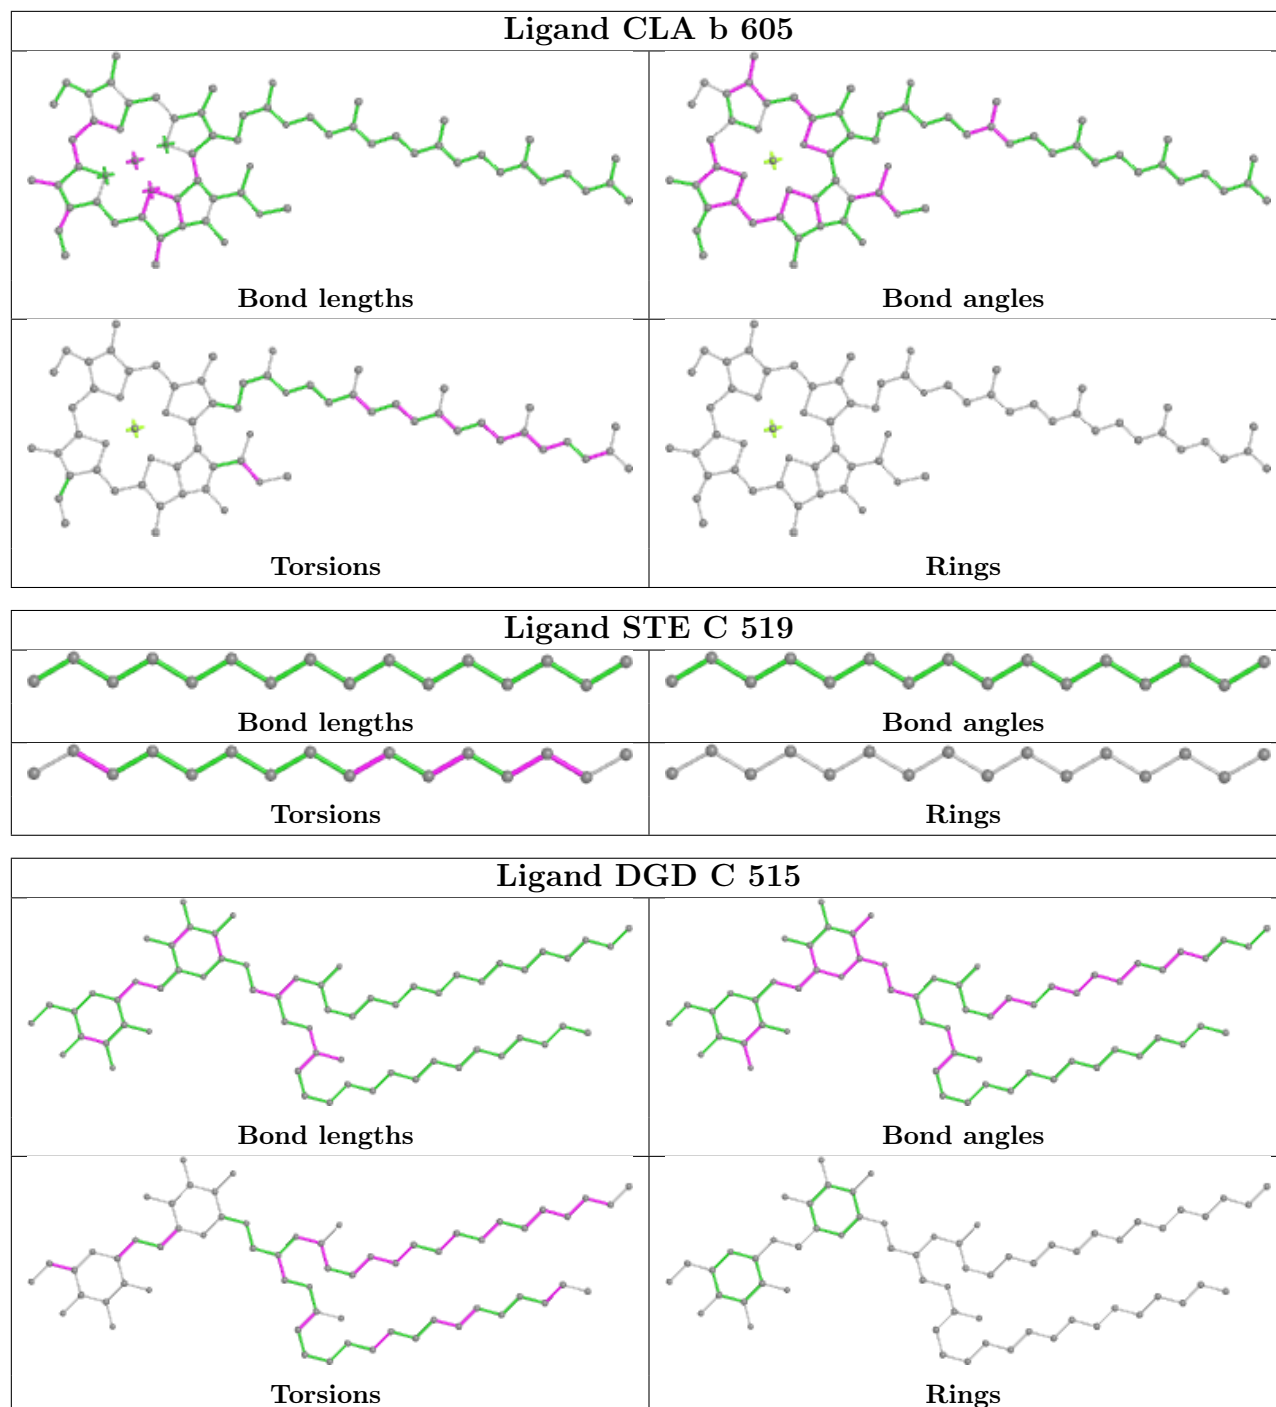 Ligand CLA b 605
Bond lengths
Bond angles
Torsions
Rings
Ligand STE C 519
Bond lengths
Bond angles
Torsions
Rings
Ligand DGD C 515
Bond lengths
Bond angles
Torsions
Rings